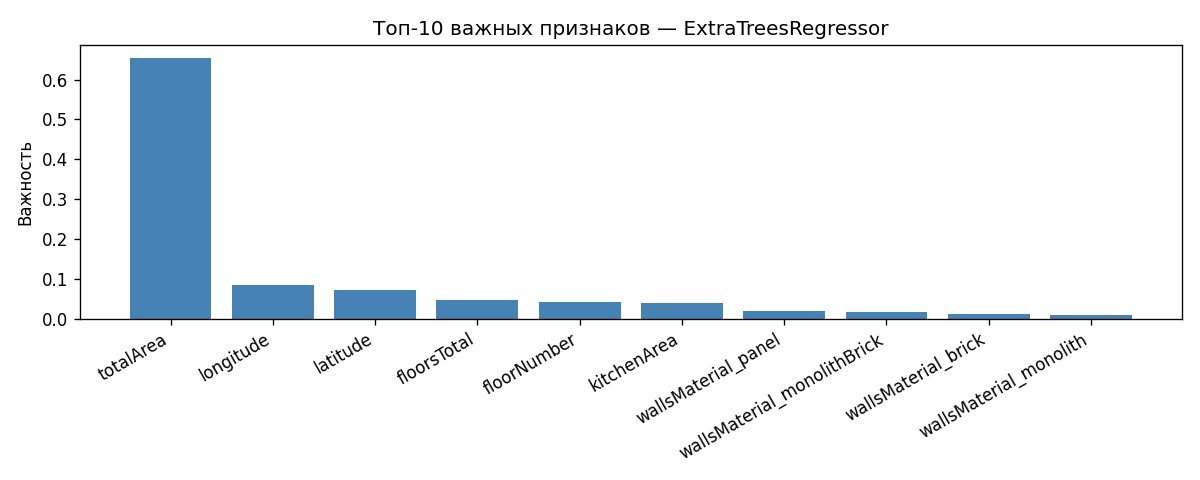 Топ-10 важных признаков — ExtraTreesRegressor
Важность
0.6
0.5
0.4
0.3
0.2
0.1
0.0
totalArea
longitude
latitude
floorsTotal
floorNumber
kitchenArea
wallsMaterial_panel
wallsMaterial_monolithBrick
wallsMaterial_brick
wallsMaterial_monolith